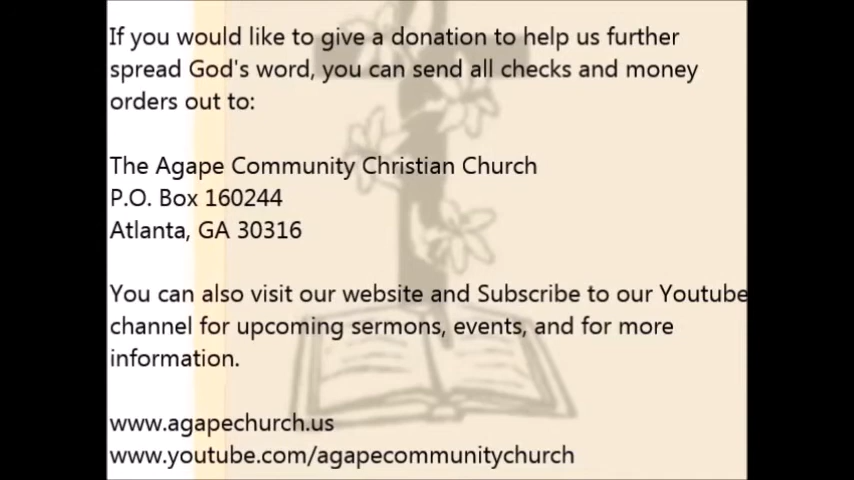 If you would like to give a donation to help us further
spread God's word, you can send all checks and money
orders out to:
The Agape Community Christian Church
P.O. Box 160244
Atlanta, GA 30316
You can also visit our website and Subscribe to our Youtube
channel for upcoming sermons, events, and for more
information.
www.agapechurch.us
www.youtube.com/agapecommunitychurch